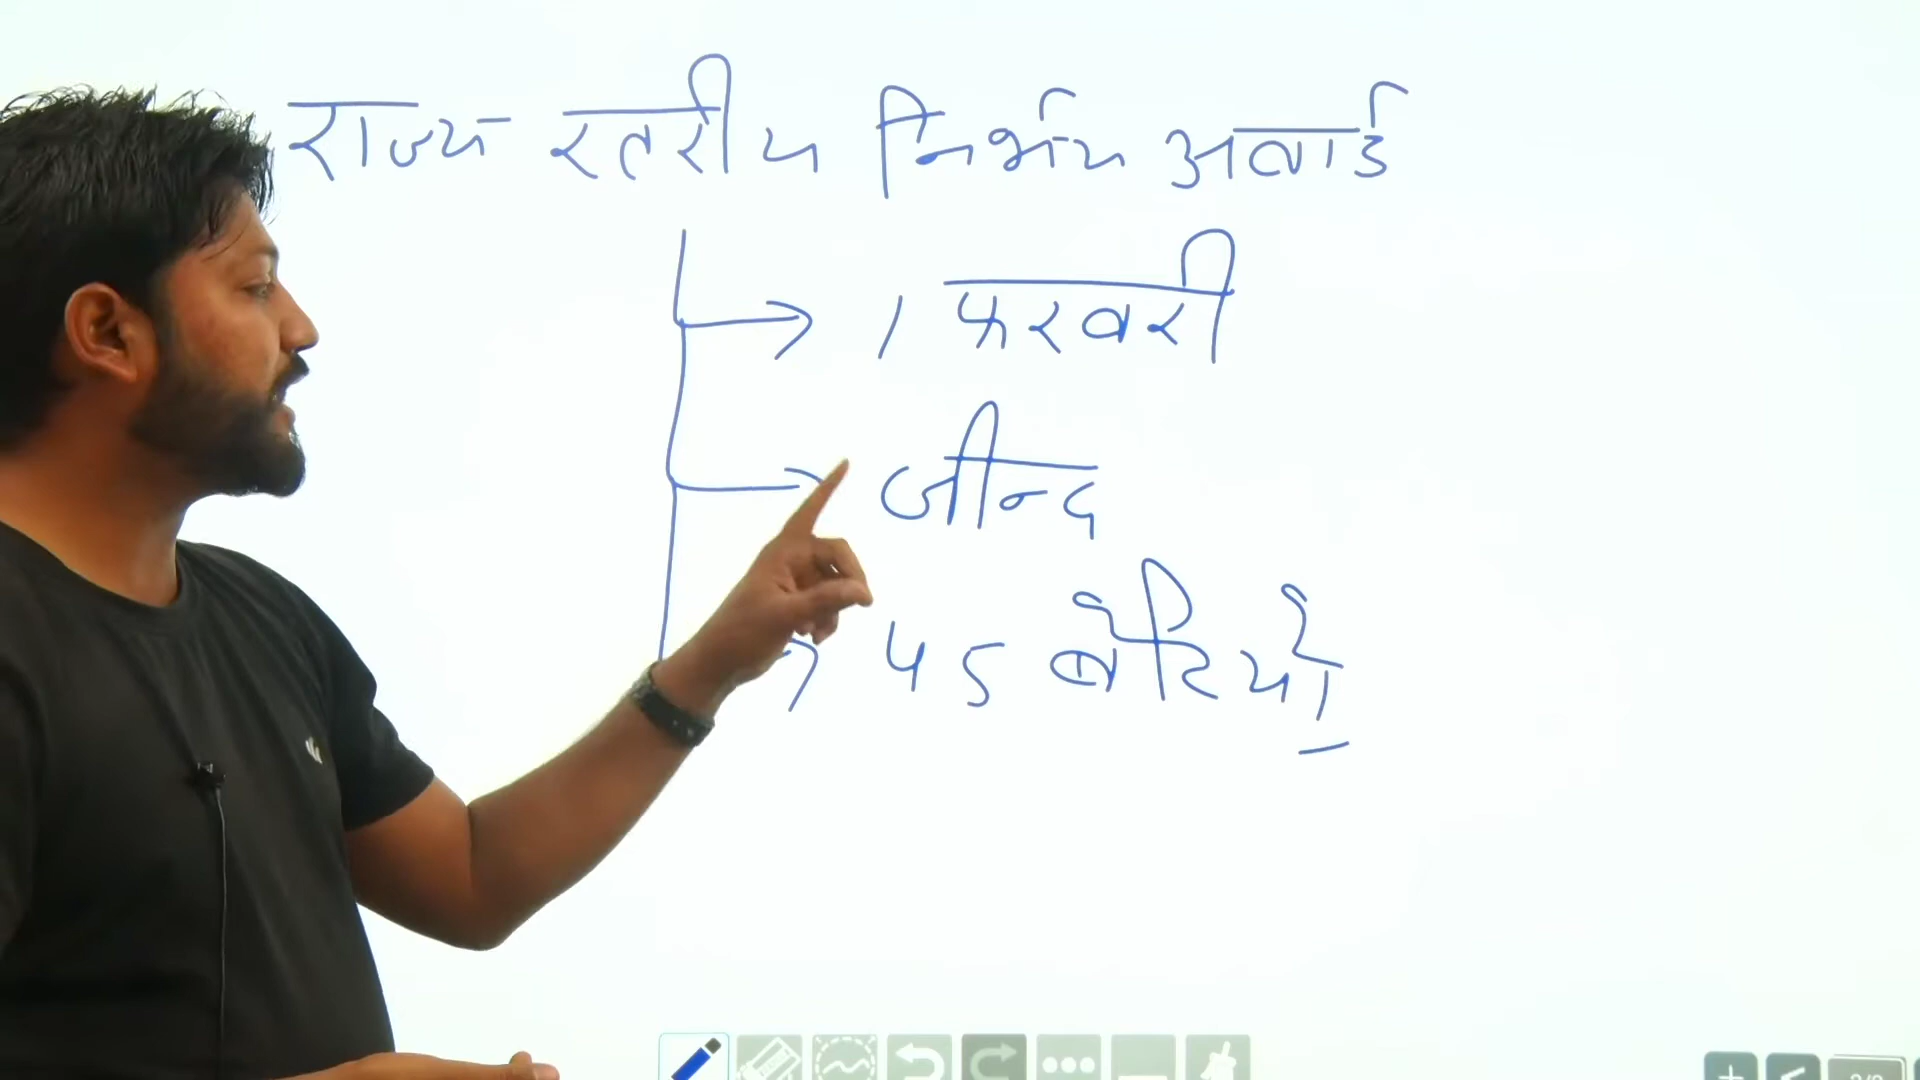 राज्य स्तरीय निर्भय अवार्ड
1 फरवरी
जीन्द
45 बेटियों